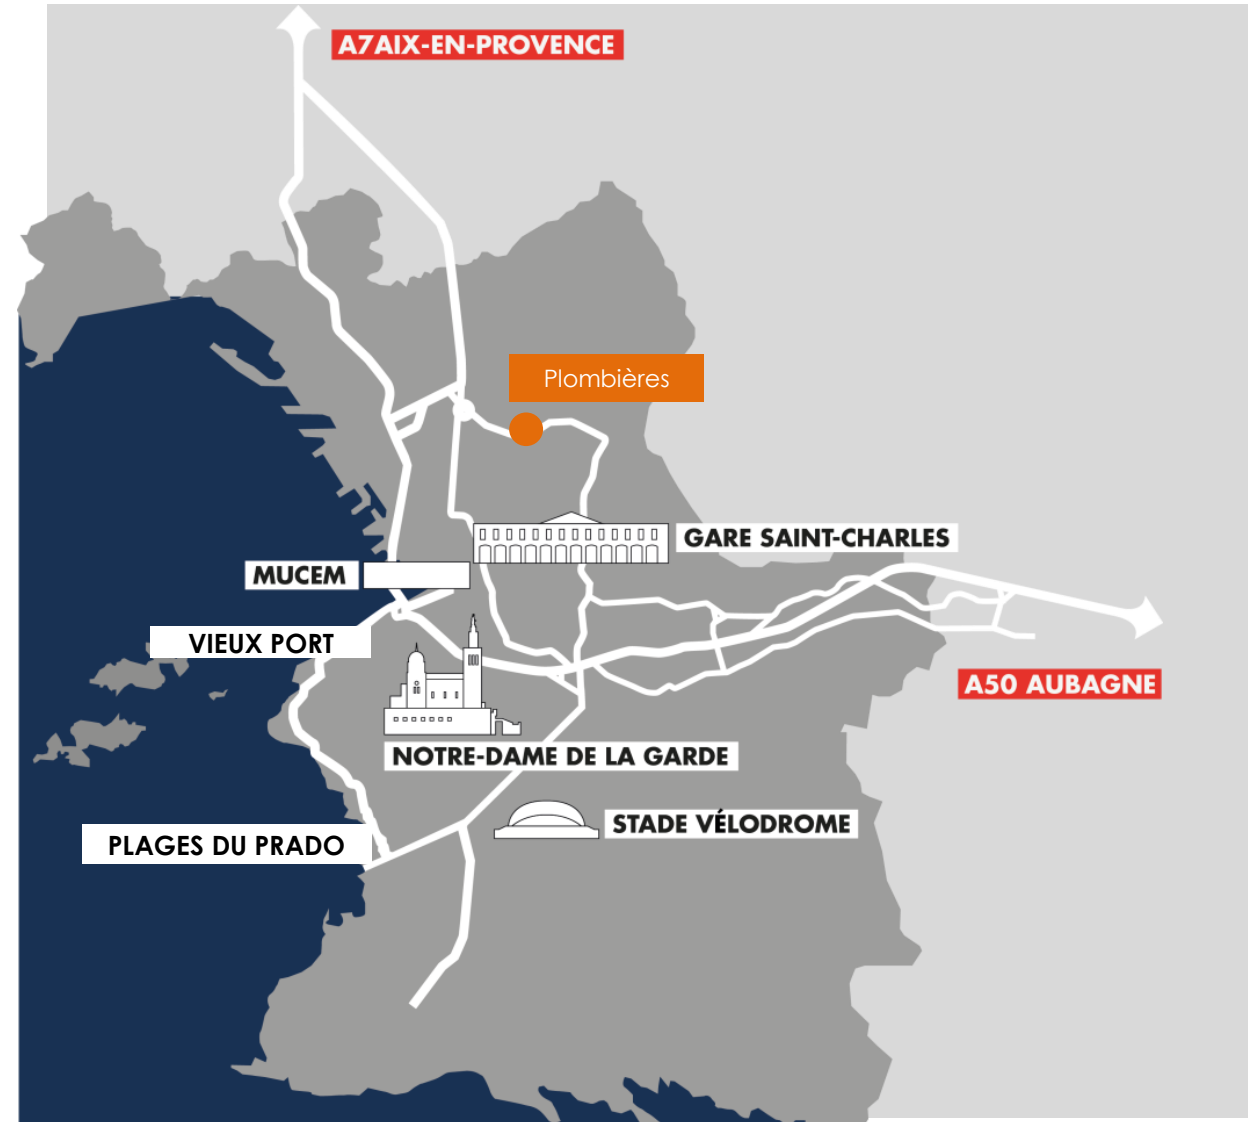 A7AIX-EN-PROVENCE
Plombières
GARE SAINT-CHARLES
MUCEM
VIEUX PORT
A50 AUBAGNE
NOTRE-DAME DE LA GARDE
STADE VÉLODROME
PLAGES DU PRADO